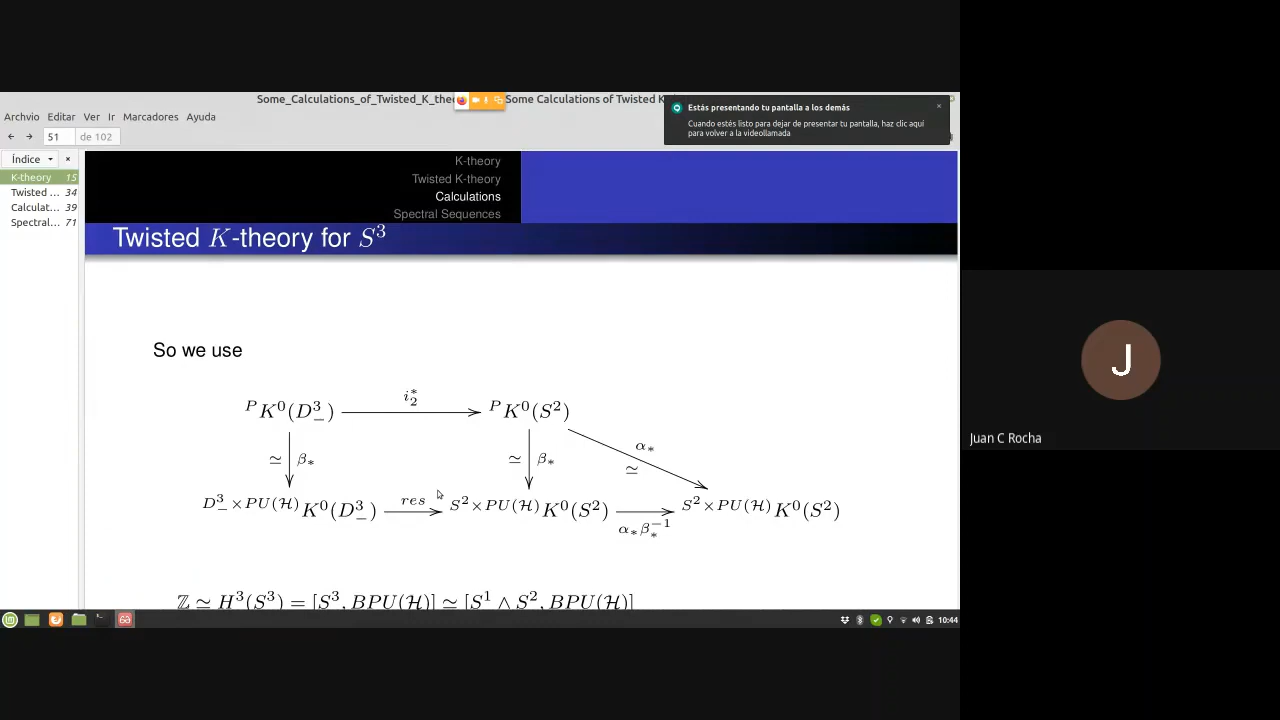 Some_Calculations_of_Twisted_K_the
Some Calculations of Twisted K
Archvio Editar Ver Ir Marcadores Ayuda
51 de 102
Índice
K-theory 15
Twisted ... 34
Calculat... 39
Spectral... 71
Estás presentando tu pantalla a los demás
Cuando estés listo para dejar de presentar tu pantalla, haz clic aquí
para volver a la videollamada
K-theory
Twisted K-theory
Calculations
Spectral Sequences
Twisted K-theory for S^3
So we use
^P K^0(D^3_-) i_2^* ^P K^0(S^2)
≃ β_* ≃ β_* α_* ≃
^{D^3_- × PU(ℋ)} K^0(D^3_-) res ^{S^2 × PU(ℋ)} K^0(S^2) α_* β_*^{-1} ^{S^2 × PU(ℋ)} K^0(S^2)
ℤ ≃ H^3(S^3) = [S^3, BPU(ℋ)] ≃ [S^1 ∧ S^2, BPU(ℋ)]
10:44
J
Juan C Rocha